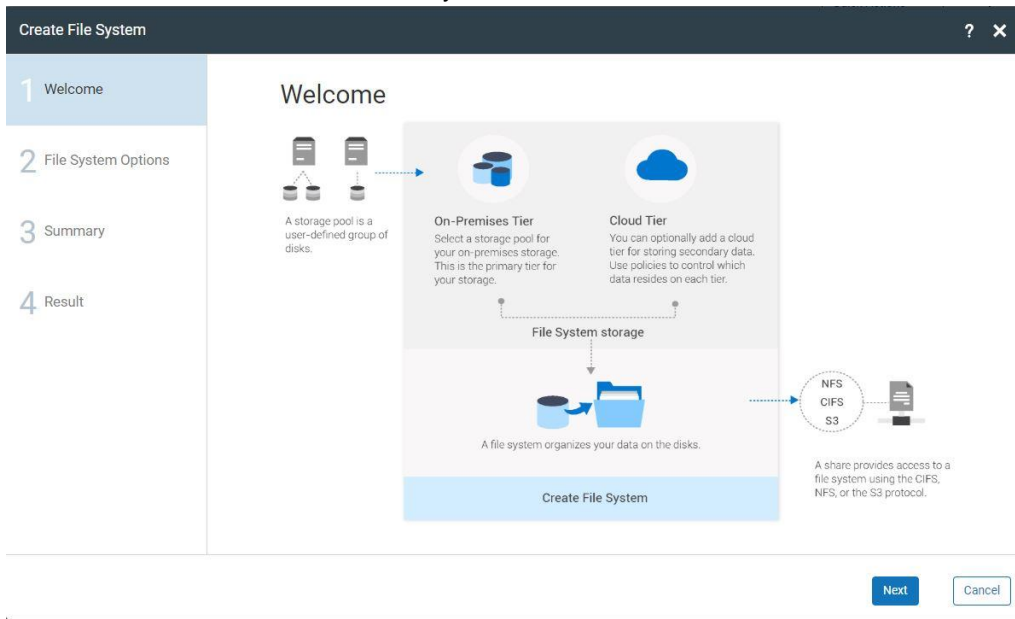 Create File System
?
1 Welcome
2 File System Options
3 Summary
4 Result
Welcome
A storage pool is a
user-defined group of
disks.
On-Premises Tier
Select a storage pool for
your on-premises storage.
This is the primary tier for
your storage.
Cloud Tier
You can optionally add a cloud
tier for storing secondary data.
Use policies to control which
data resides on each tier.
File System storage
A file system organizes your data on the disks.
Create File System
NFS
CIFS
S3
A share provides access to a
file system using the CIFS,
NFS, or the S3 protocol.
Next
Cancel